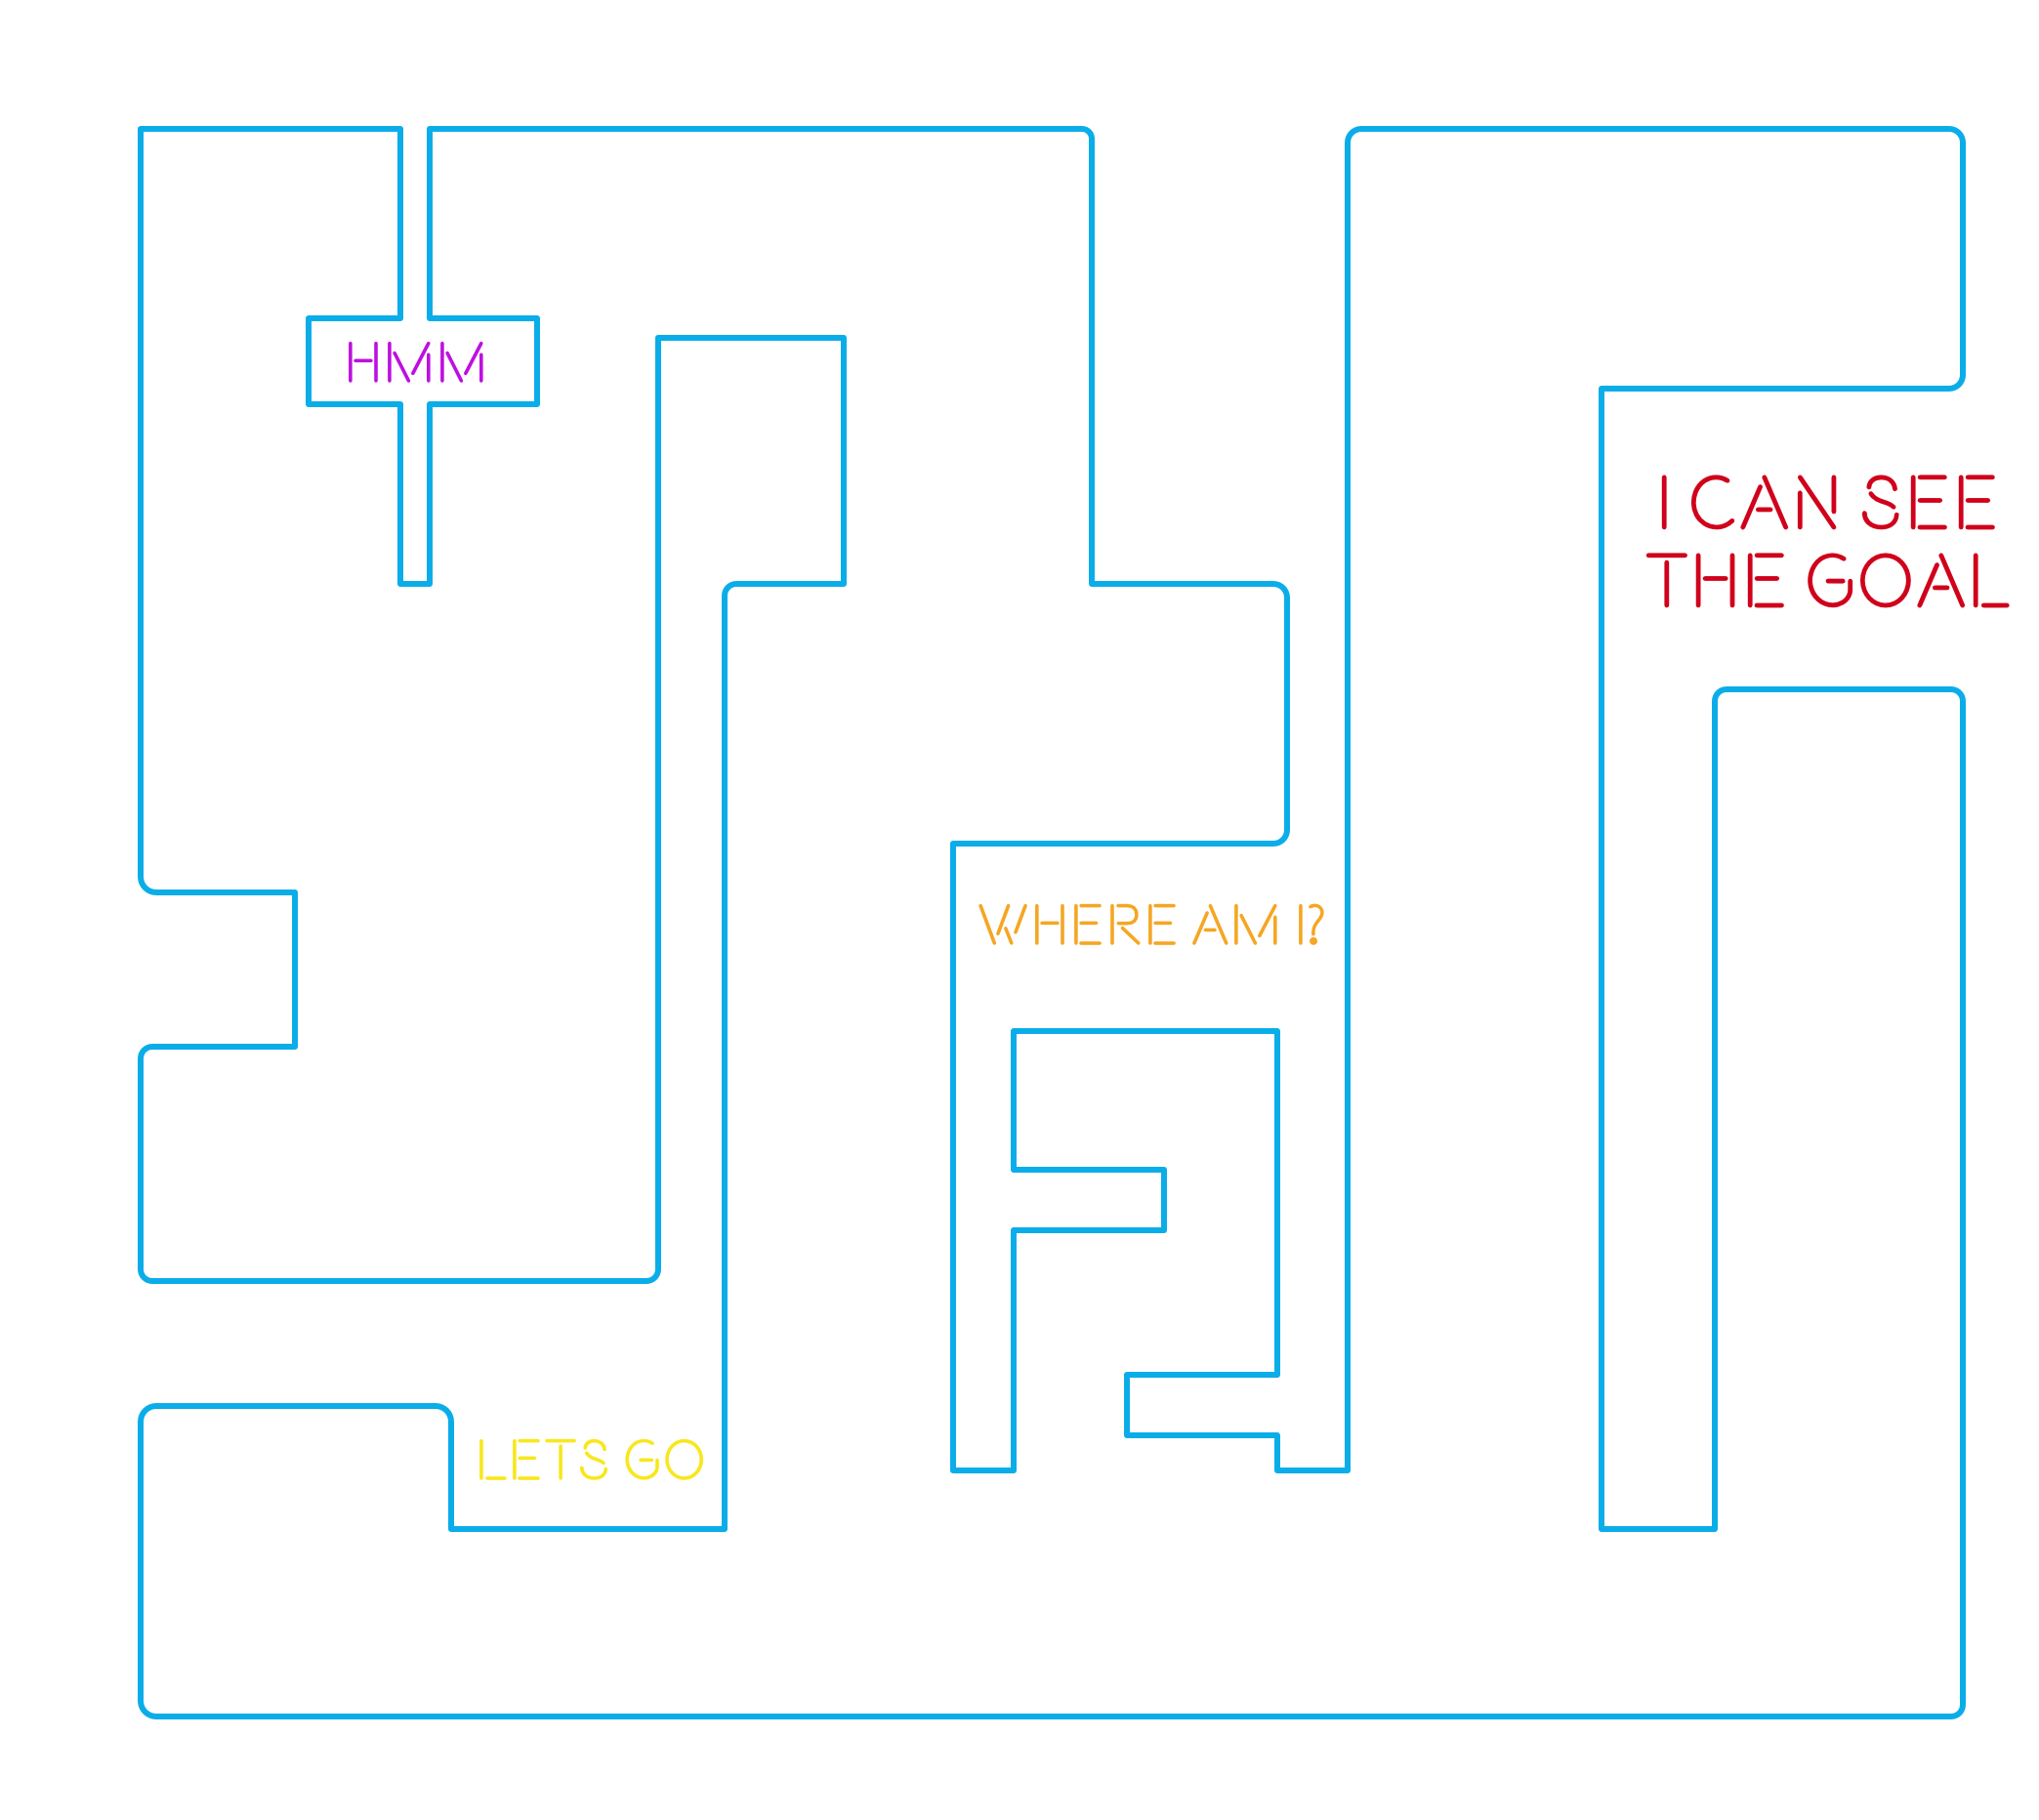 HMM
I CAN SEE
THE GOAL
WHERE AM I?
LETS GO